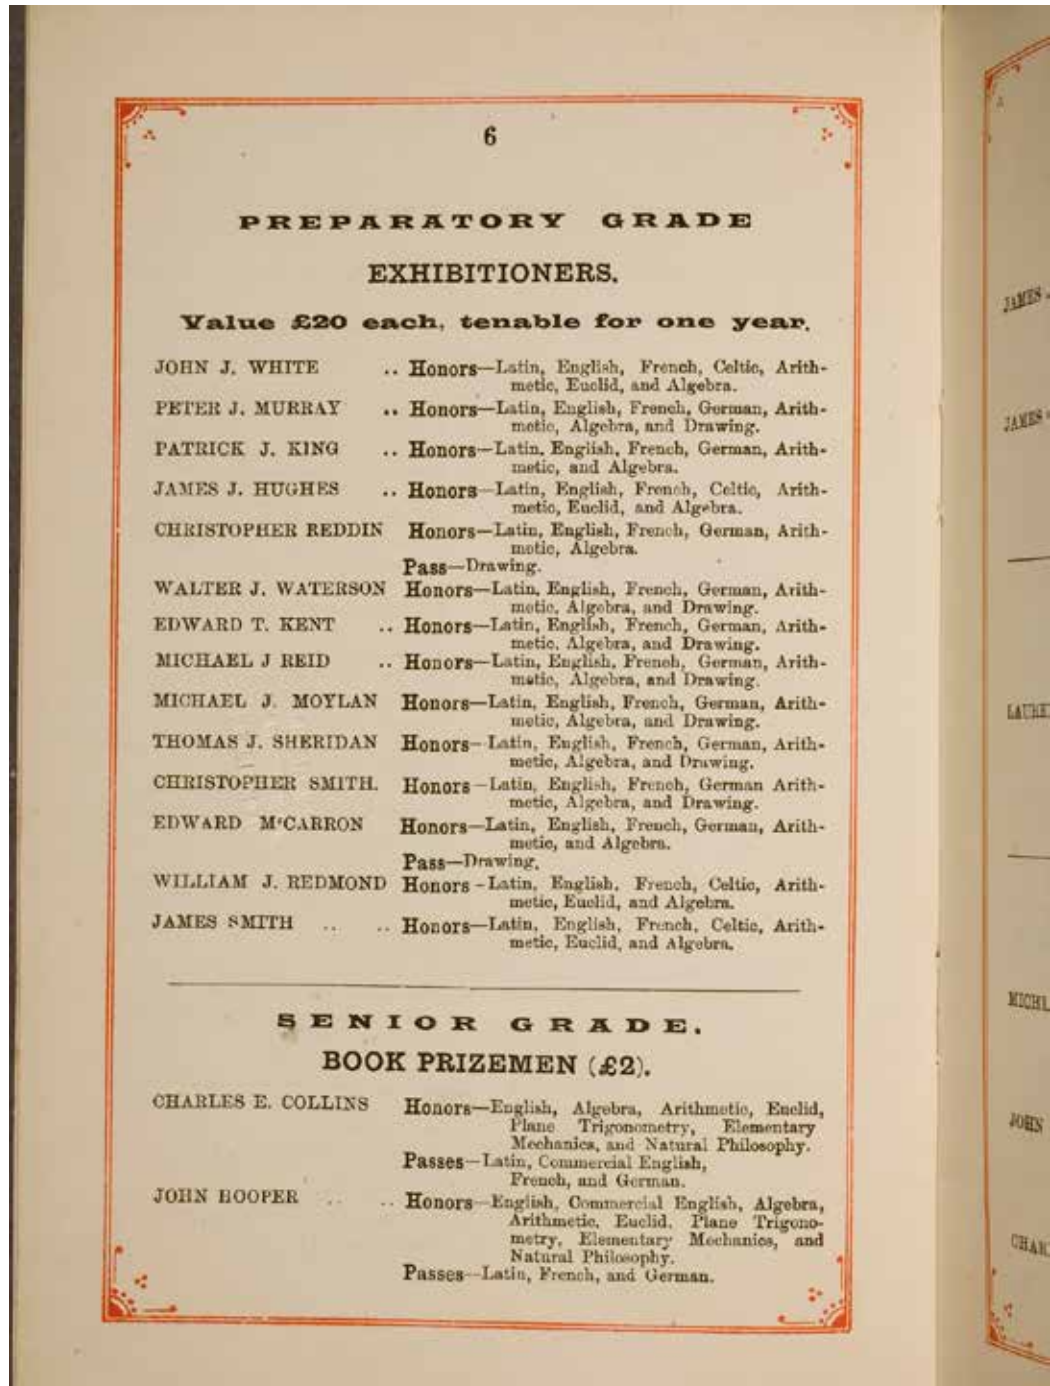 6
PREPARATORY GRADE
EXHIBITIONERS.
Value £20 each, tenable for one year.
JOHN J. WHITE .. Honors—Latin, English, French, Celtic, Arith-
metic, Euclid, and Algebra.
PETER J. MURRAY .. Honors—Latin, English, French, German, Arith-
metic, Algebra, and Drawing.
PATRICK J. KING .. Honors—Latin, English, French, German, Arith-
metic, and Algebra.
JAMES J. HUGHES .. Honors—Latin, English, French, Celtic, Arith-
metic, Euclid, and Algebra.
CHRISTOPHER REDDIN Honors—Latin, English, French, German, Arith-
metic, Algebra.
Pass—Drawing.
WALTER J. WATERSON Honors—Latin, English, French, German, Arith-
metic, Algebra, and Drawing.
EDWARD T. KENT .. Honors—Latin, English, French, German, Arith-
metic, Algebra, and Drawing.
MICHAEL J REID .. Honors—Latin, English, French, German, Arith-
metic, Algebra, and Drawing.
MICHAEL J. MOYLAN Honors—Latin, English, French, German, Arith-
metic, Algebra, and Drawing.
THOMAS J. SHERIDAN Honors—Latin, English, French, German, Arith-
metic, Algebra, and Drawing.
CHRISTOPHER SMITH. Honors—Latin, English, French, German Arith-
metic, Algebra, and Drawing.
EDWARD McCARRON Honors—Latin, English, French, German, Arith-
metic, and Algebra.
Pass—Drawing.
WILLIAM J. REDMOND Honors—Latin, English, French, Celtic, Arith-
metic, Euclid, and Algebra.
JAMES SMITH .. .. Honors—Latin, English, French, Celtic, Arith-
metic, Euclid, and Algebra.
SENIOR GRADE.
BOOK PRIZEMEN (£2).
CHARLES E. COLLINS Honors—English, Algebra, Arithmetic, Euclid,
Plane Trigonometry, Elementary
Mechanics, and Natural Philosophy.
Passes—Latin, Commercial English,
French, and German.
JOHN HOOPER .. .. Honors—English, Commercial English, Algebra,
Arithmetic, Euclid, Plane Trigono-
metry, Elementary Mechanics, and
Natural Philosophy.
Passes—Latin, French, and German.
JAMES
JAMES
JOHN